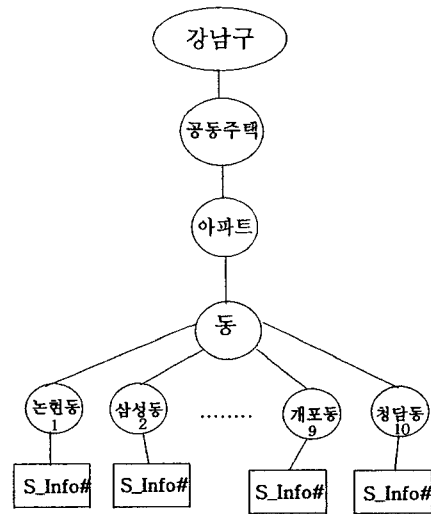 강남구
공동주택
아파트
동
논현동 삼성동 ........ 개포동 청담동
1 2 9 10
S_Info# S_Info# S_Info# S_Info#